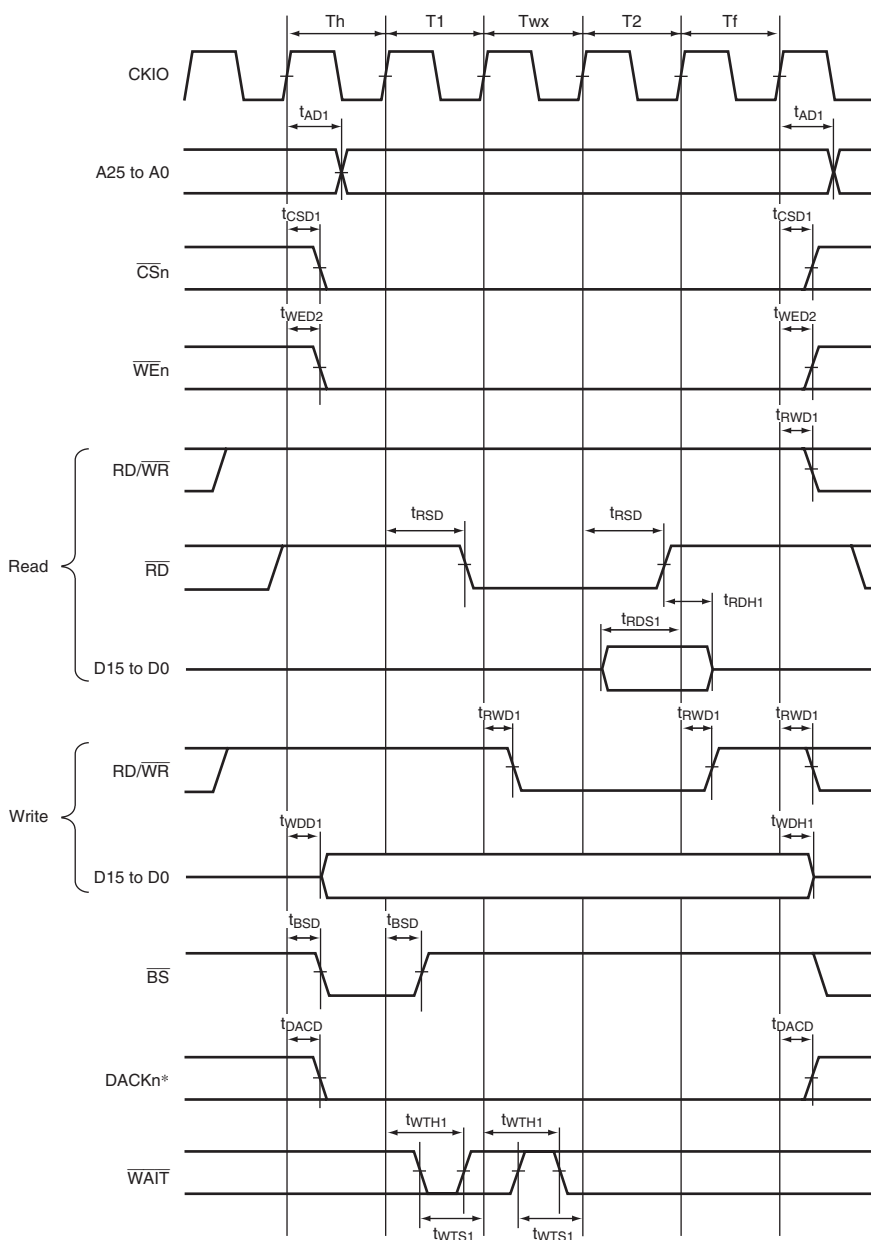 Th T1 Twx T2 Tf
CKIO
tAD1 tAD1
A25 to A0
tCSD1 tCSD1
CSn
tWED2 tWED2
WEn
tRWD1
RD/WR
tRSD tRSD
Read
RD
tRDH1
tRDS1
D15 to D0
tRWD1 tRWD1 tRWD1
RD/WR
Write
tWDD1 tWDH1
D15 to D0
tBSD tBSD
BS
tDACD tDACD
DACKn*
tWTH1 tWTH1
WAIT
tWTS1 tWTS1